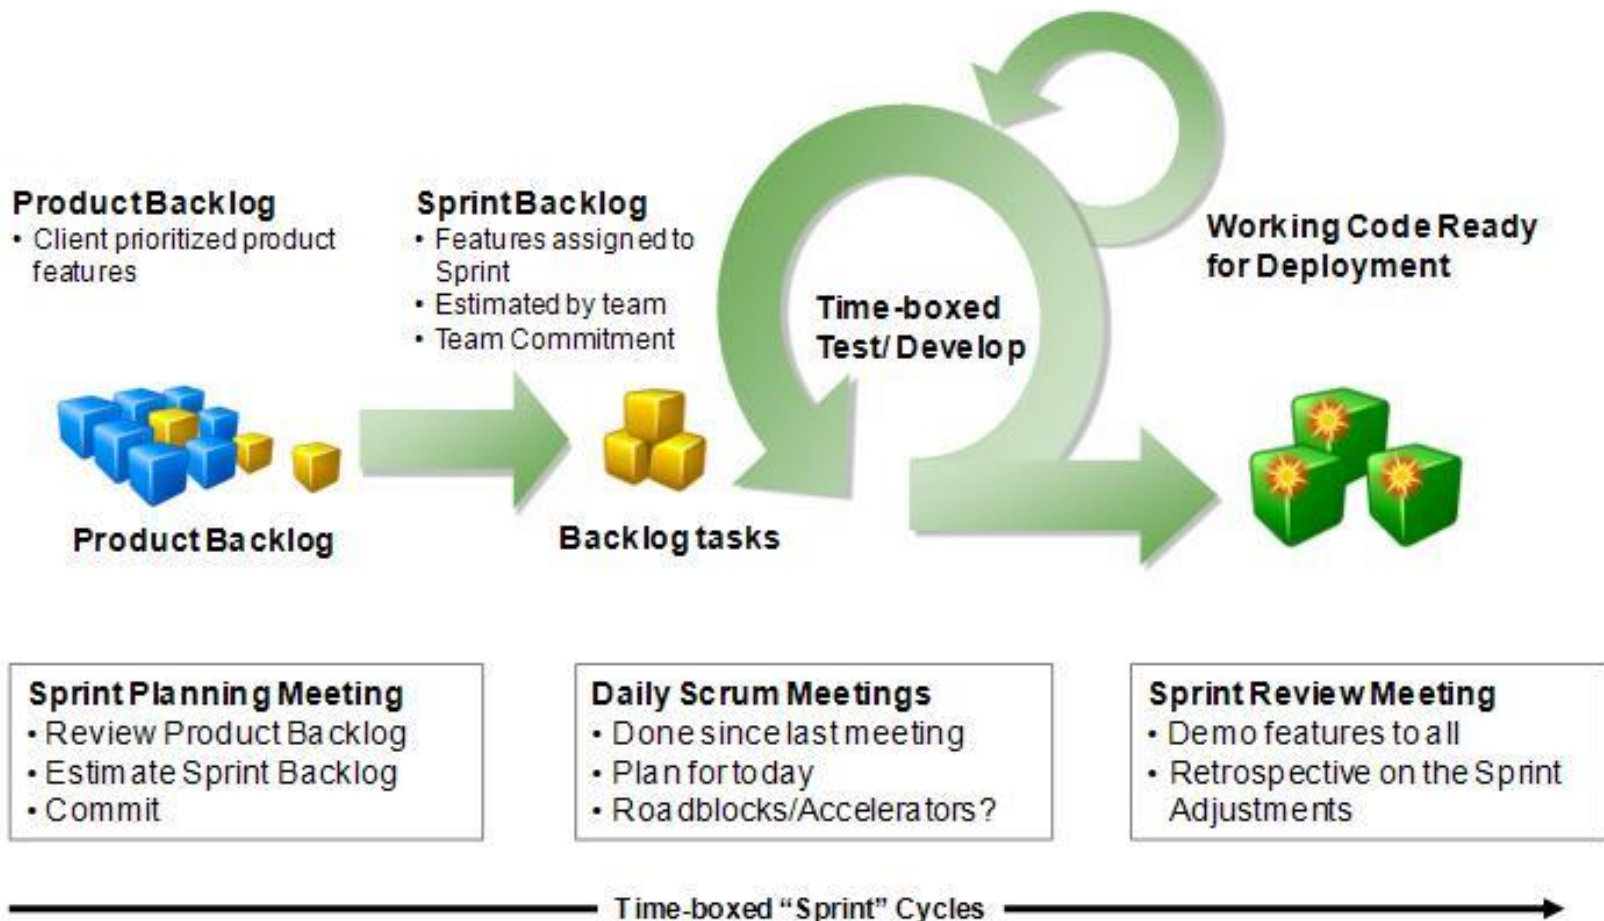 Product Backlog
• Client prioritized product
features
Sprint Backlog
• Features assigned to
Sprint
• Estimated by team
• Team Commitment
Time-boxed
Test/ Develop
Working Code Ready
for Deployment
Product Backlog
Backlog tasks
Sprint Planning Meeting
• Review Product Backlog
• Estimate Sprint Backlog
• Commit
Daily Scrum Meetings
• Done since last meeting
• Plan for today
• Roadblocks/Accelerators?
Sprint Review Meeting
• Demo features to all
• Retrospective on the Sprint
Adjustments
Time-boxed “Sprint” Cycles